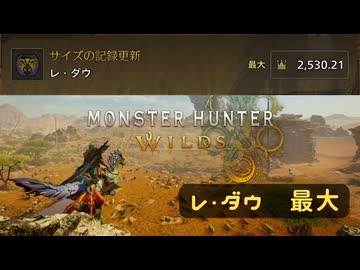 サイズの記録更新
レ・ダウ
最大 2,530.21
MONSTER HUNTER
WILDS
レ・ダウ 最大